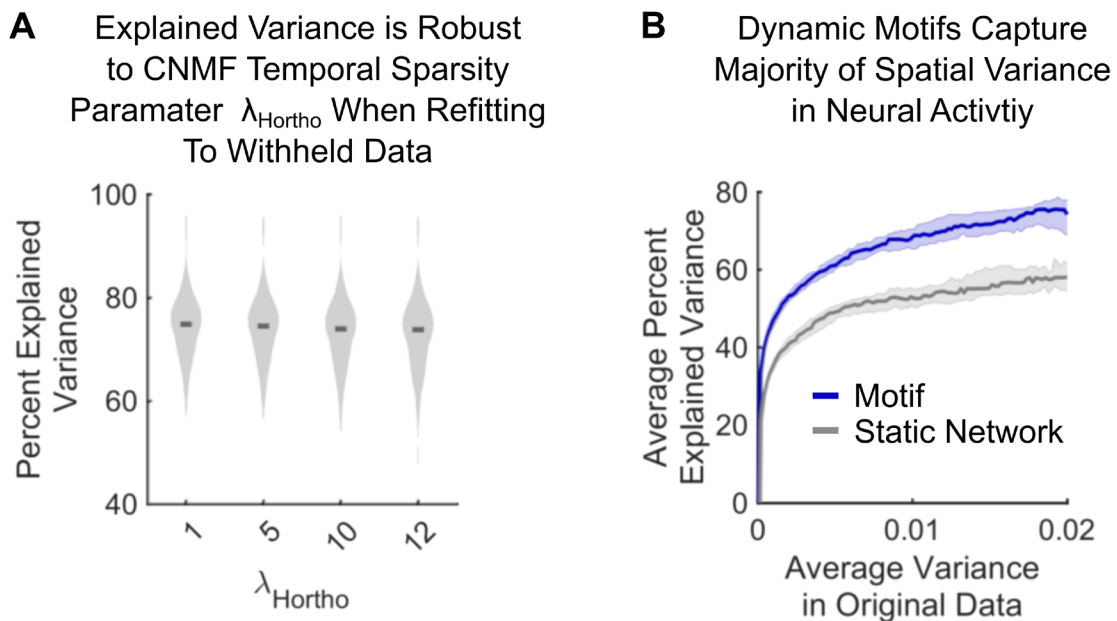 A
Explained Variance is Robust
to CNMF Temporal Sparsity
Paramater λHortho When Refitting
To Withheld Data
Percent Explained
Variance
100
80
60
40
1
5
10
12
λHortho
B
Dynamic Motifs Capture
Majority of Spatial Variance
in Neural Activtiy
Average Percent
Explained Variance
80
60
40
20
0
Motif
Static Network
0
0.01
0.02
Average Variance
in Original Data